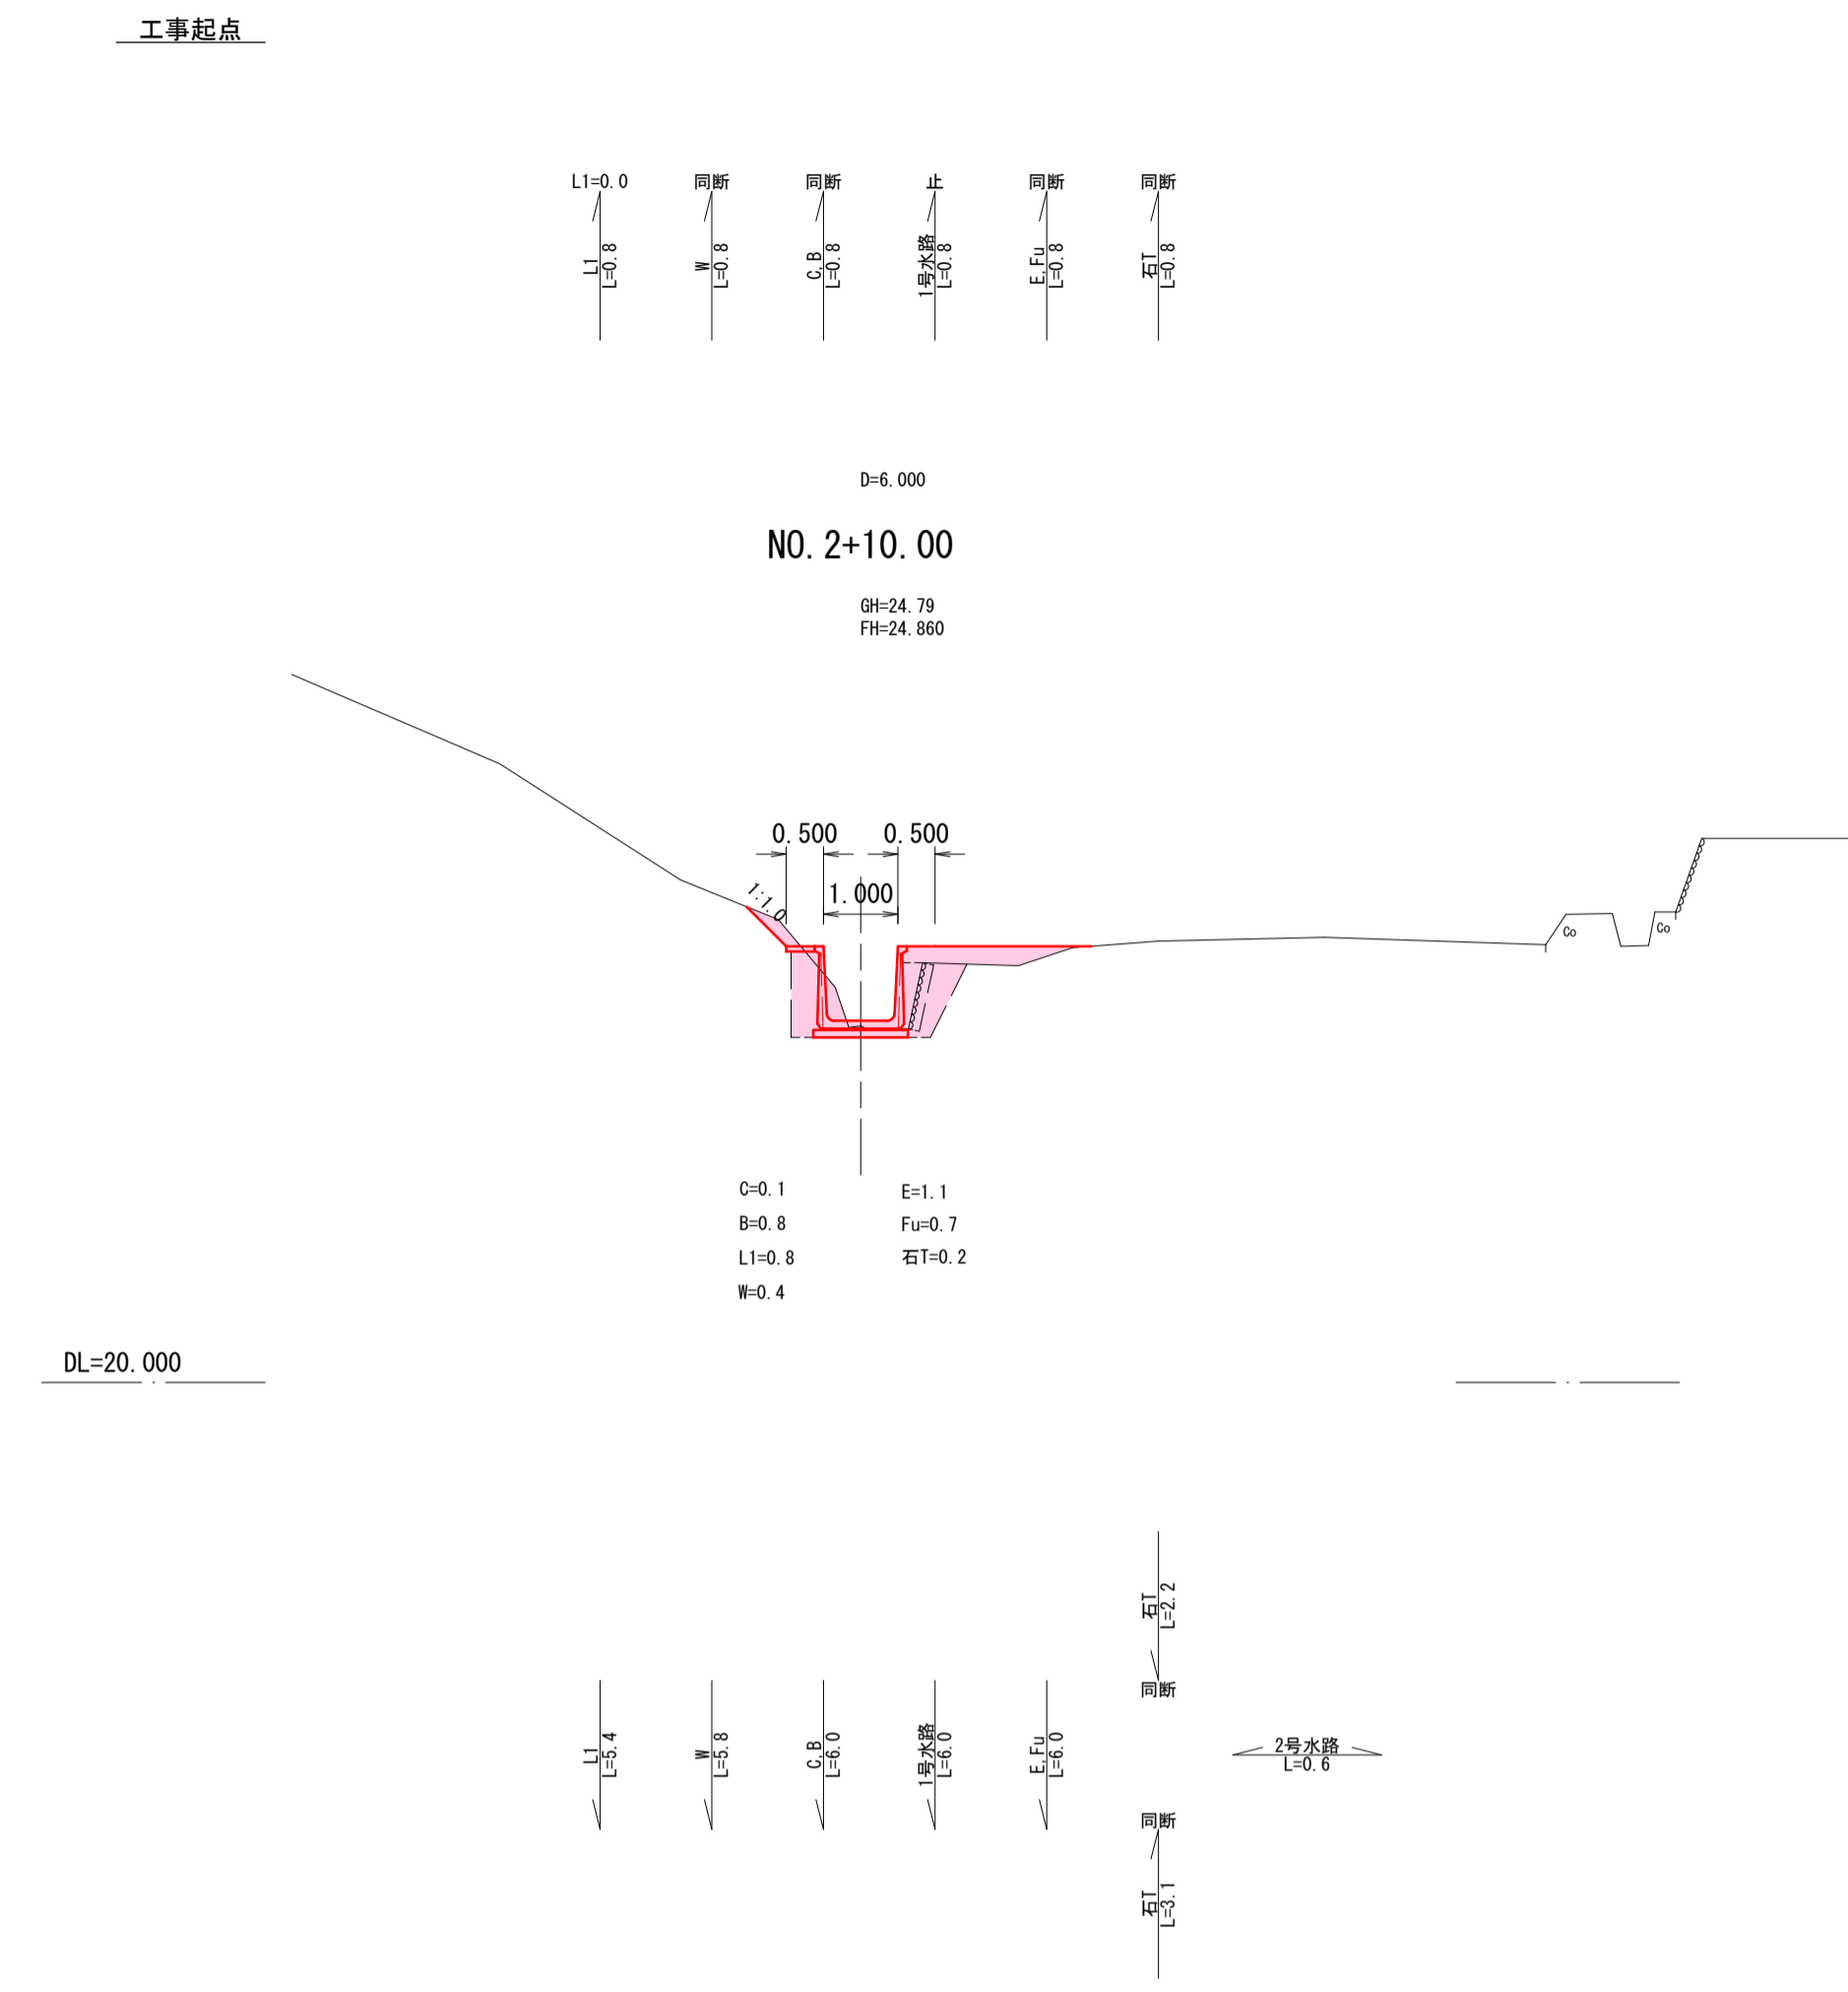 工事起点
L1=0.0
同断
同断
止
同断
同断
L1
L=0.8
W
L=0.8
C,B
L=0.8
1号水路
L=0.8
E,Fu
L=0.8
石T
L=0.8
D=6.000
NO.2+10.00
GH=24.79
FH=24.860
0.500
0.500
1:1.0
1.000
Co
Co
C=0.1
B=0.8
L1=0.8
W=0.4
E=1.1
Fu=0.7
石T=0.2
DL=20.000
石T
L=2.2
同断
L1
L=5.4
W
L=5.8
C,B
L=6.0
1号水路
L=6.0
E,Fu
L=6.0
2号水路
L=0.6
同断
石T
L=3.1